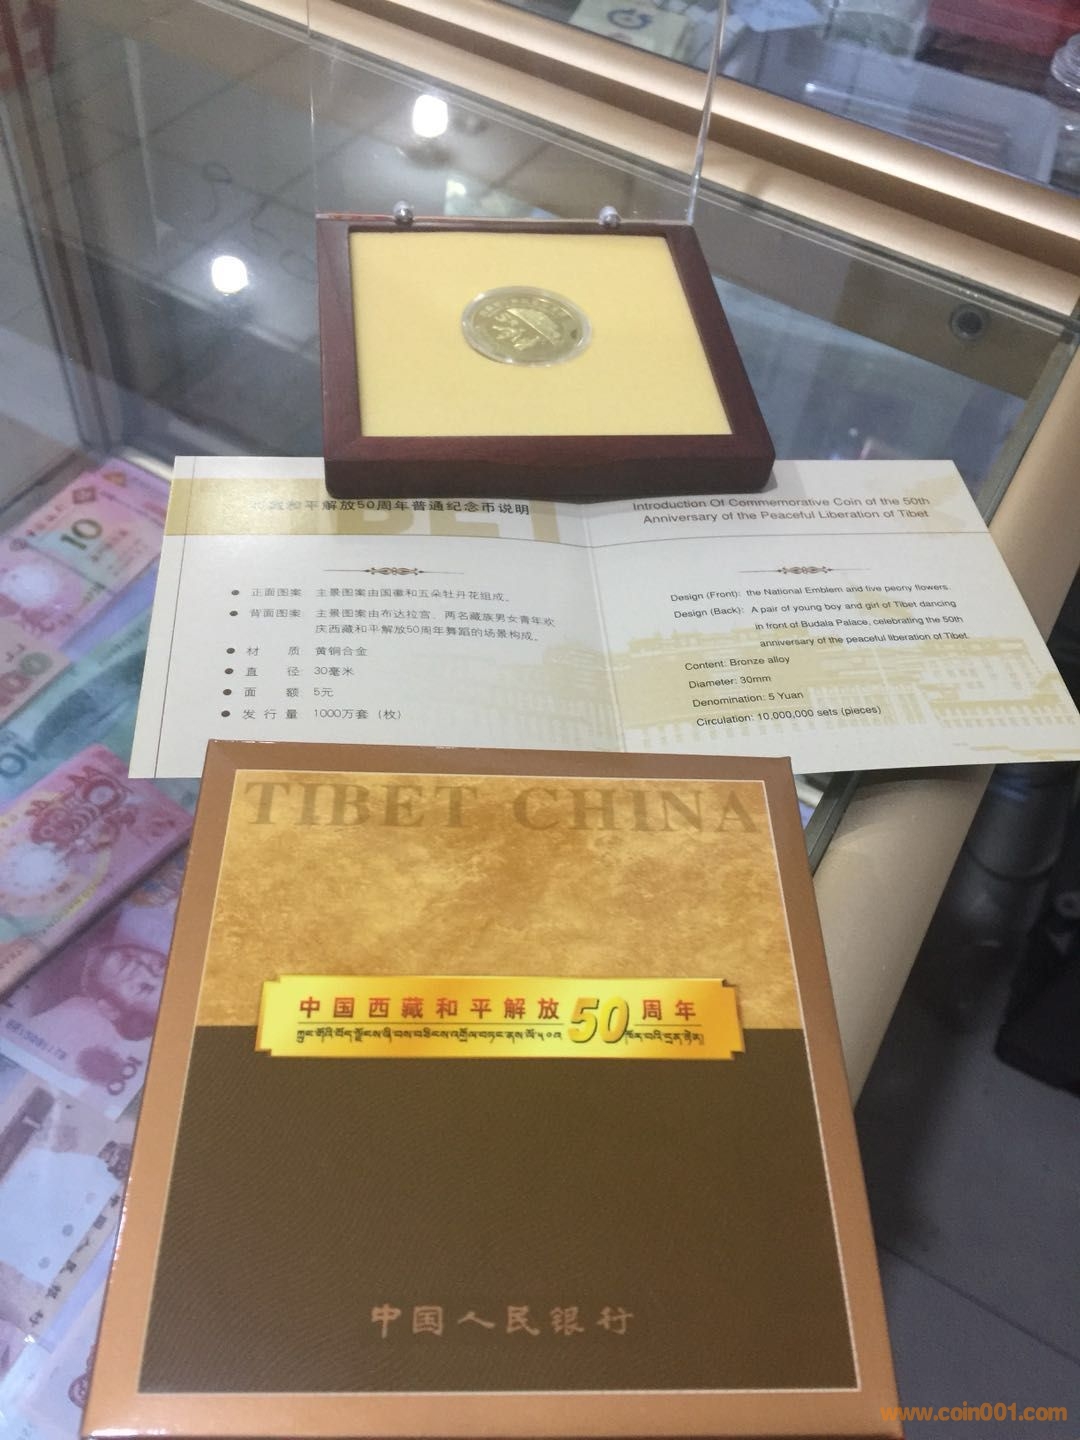 藏和平解放50周年普通纪念币说明
● 正面图案 主景图案由国徽和五朵牡丹花组成。
● 背面图案 主景图案由布达拉宫、两名藏族男女青年欢
庆西藏和平解放50周年舞蹈的场景构成。
● 材 质 黄铜合金
● 直 径 30毫米
● 面 额 5元
● 发行量 1000万套（枚）
Introduction Of Commemorative Coin of the 50th
Anniversary of the Peaceful Liberation of Tibet
Design (Front): the National Emblem and five peony flowers.
Design (Back): A pair of young boy and girl of Tibet dancing
in front of Budala Palace, celebrating the 50th
anniversary of the peaceful liberation of Tibet.
Content: Bronze alloy
Diameter: 30mm
Denomination: 5 Yuan
Circulation: 10,000,000 sets (pieces)
TIBET CHINA
中国西藏和平解放50周年
中国人民银行
10
100
www.coin001.com